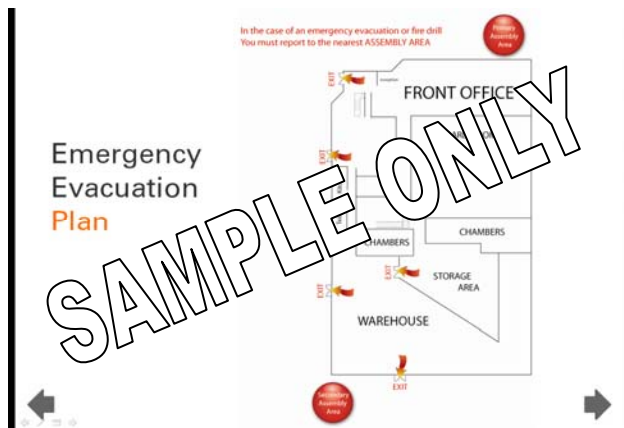 In the case of an emergency evacuation or fire drill
You must report to the nearest ASSEMBLY AREA
Primary
Assembly
Area
EXIT
reception
FRONT OFFICE
Emergency
Evacuation
Plan
EXIT
SAMPLE ONLY
CHAMBERS
CHAMBERS
EXIT
STORAGE
AREA
EXIT
WAREHOUSE
EXIT
Secondary
Assembly
Area